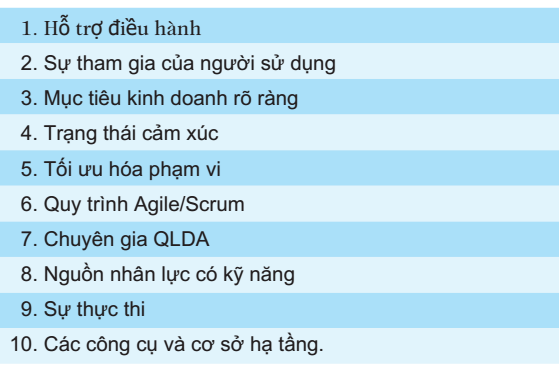 1. Hỗ trợ điều hành
2. Sự tham gia của người sử dụng
3. Mục tiêu kinh doanh rõ ràng
4. Trạng thái cảm xúc
5. Tối ưu hóa phạm vi
6. Quy trình Agile/Scrum
7. Chuyên gia QLDA
8. Nguồn nhân lực có kỹ năng
9. Sự thực thi
10. Các công cụ và cơ sở hạ tầng.